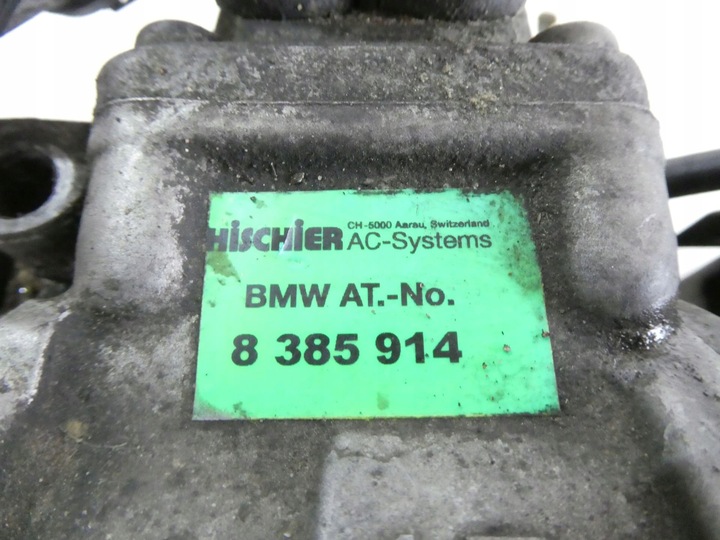 CH-5000 Aarau, Switzerland
HiSCHiER AC-Systems
BMW AT.-No.
8 385 914